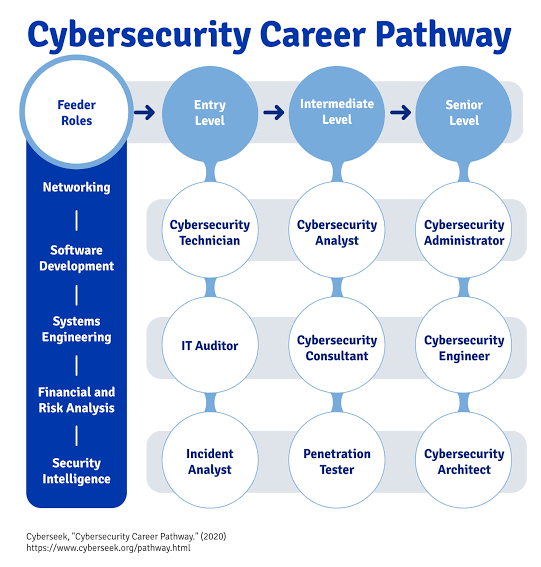 Cybersecurity Career Pathway
Feeder
Roles
Entry
Level
Intermediate
Level
Senior
Level
Networking
Software
Development
Systems
Engineering
Financial and
Risk Analysis
Security
Intelligence
Cybersecurity
Technician
Cybersecurity
Analyst
Cybersecurity
Administrator
IT Auditor
Cybersecurity
Consultant
Cybersecurity
Engineer
Incident
Analyst
Penetration
Tester
Cybersecurity
Architect
Cyberseek, "Cybersecurity Career Pathway." (2020)
https://www.cyberseek.org/pathway.html